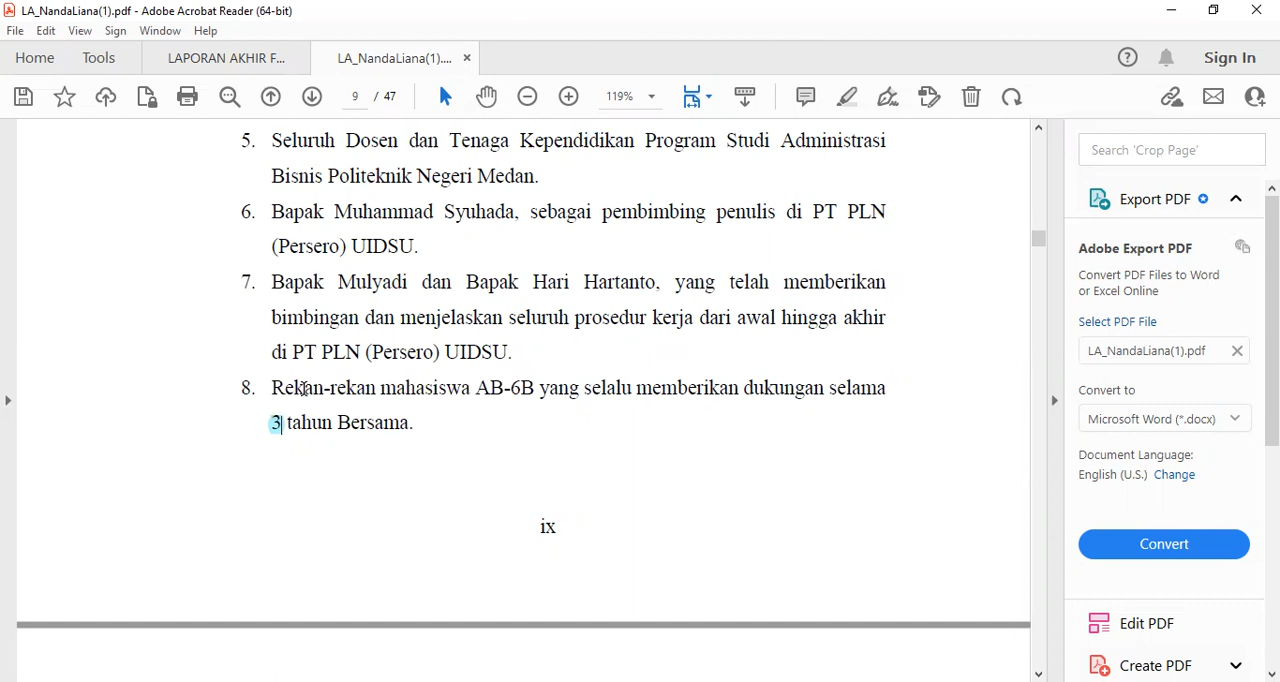 LA_NandaLiana(1).pdf - Adobe Acrobat Reader (64-bit)
File Edit View Sign Window Help
Home Tools LAPORAN AKHIR F... LA_NandaLiana(1).... × Sign In
9 / 47 119%
5. Seluruh Dosen dan Tenaga Kependidikan Program Studi Administrasi
Bisnis Politeknik Negeri Medan.
6. Bapak Muhammad Syuhada, sebagai pembimbing penulis di PT PLN
(Persero) UIDSU.
7. Bapak Mulyadi dan Bapak Hari Hartanto, yang telah memberikan
bimbingan dan menjelaskan seluruh prosedur kerja dari awal hingga akhir
di PT PLN (Persero) UIDSU.
8. Rekan-rekan mahasiswa AB-6B yang selalu memberikan dukungan selama
3 tahun Bersama.
ix
Search 'Crop Page'
Export PDF
Adobe Export PDF
Convert PDF Files to Word
or Excel Online
Select PDF File
LA_NandaLiana(1).pdf
Convert to
Microsoft Word (*.docx)
Document Language:
English (U.S.) Change
Convert
Edit PDF
Create PDF